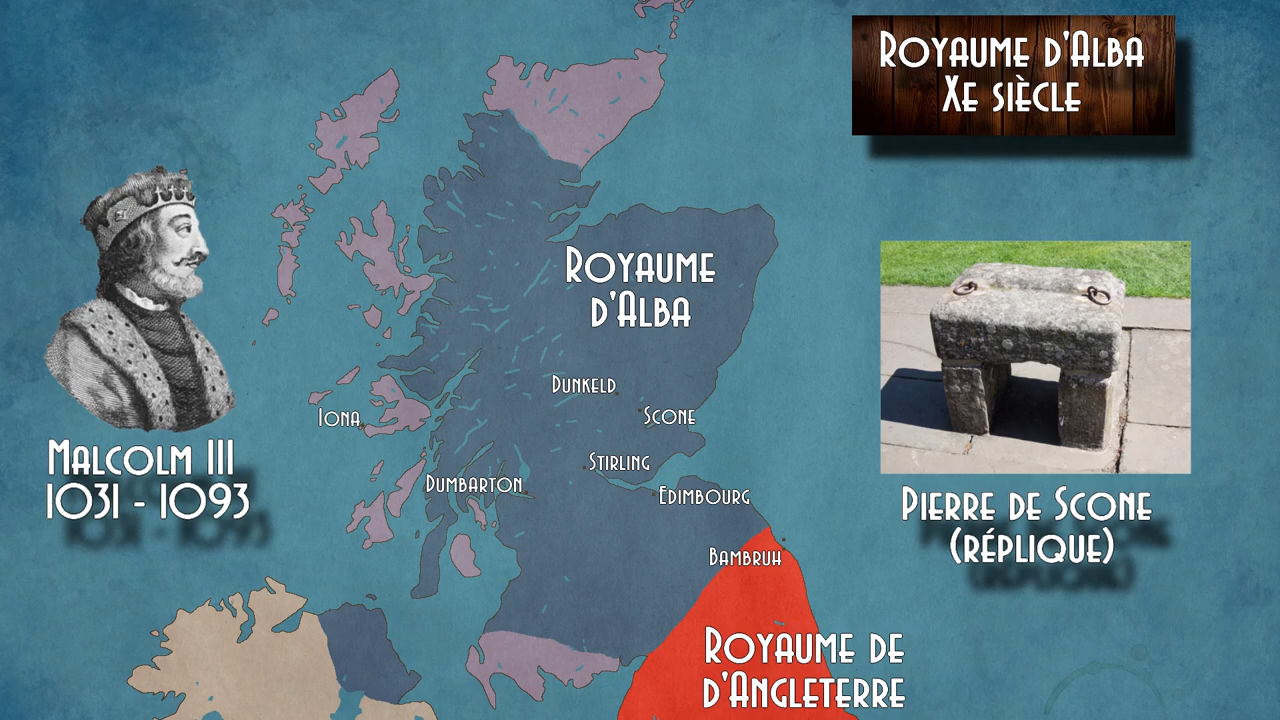 Royaume d'Alba
Xe siècle
Royaume
d'Alba
Dunkeld
Scone
Iona
Stirling
Dumbarton
Edimbourg
Bambruh
Royaume de
d'Angleterre
Malcolm III
1031 - 1093
Pierre de Scone
(réplique)